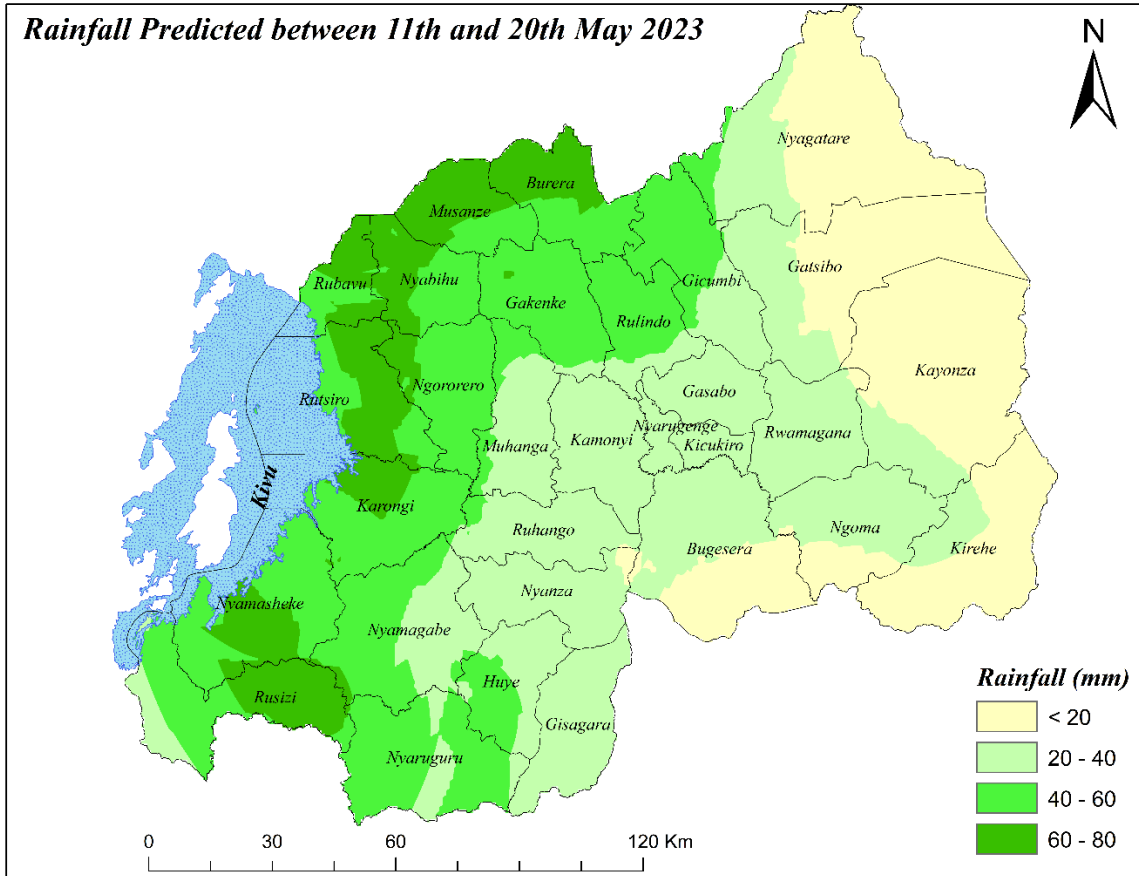 Rainfall Predicted between 11th and 20th May 2023
N
Nyagatare
Burera
Musanze
Gatsibo
Rubavu
Nyabihu
Gicumbi
Gakenke
Rulindo
Kayonza
Ngororero
Gasabo
Rutsiro
Nyarugenge
Rwamagana
Muhanga
Kamonyi
Kicukiro
Kivu
Karongi
Ruhango
Ngoma
Bugesera
Kirehe
Nyanza
Nyamasheke
Nyamagabe
Huye
Rusizi
Gisagara
Nyaruguru
Rainfall (mm)
< 20
20 - 40
40 - 60
60 - 80
0 30 60 120 Km